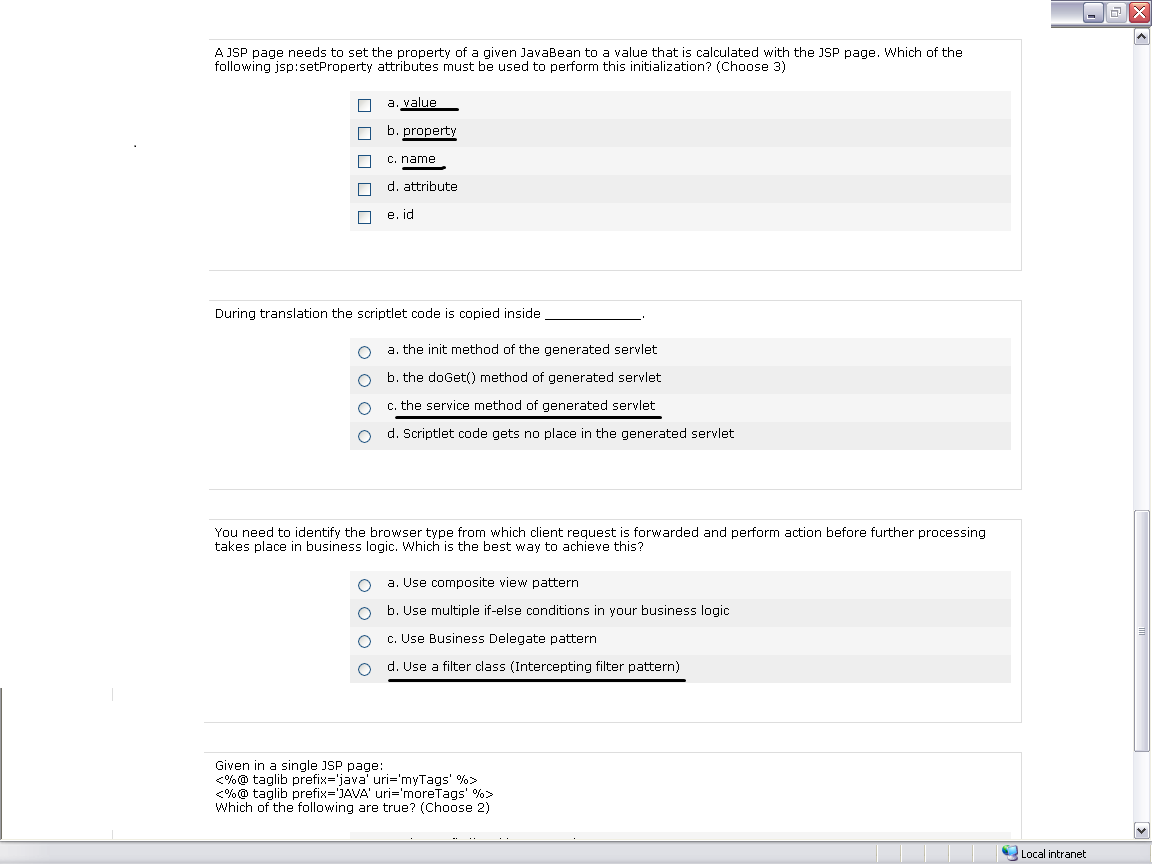 A JSP page needs to set the property of a given JavaBean to a value that is calculated with the JSP page. Which of the
following jsp:setProperty attributes must be used to perform this initialization? (Choose 3)
a. value
b. property
c. name
d. attribute
e. id
During translation the scriptlet code is copied inside _____________.
a. the init method of the generated servlet
b. the doGet() method of generated servlet
c. the service method of generated servlet
d. Scriptlet code gets no place in the generated servlet
You need to identify the browser type from which client request is forwarded and perform action before further processing
takes place in business logic. Which is the best way to achieve this?
a. Use composite view pattern
b. Use multiple if-else conditions in your business logic
c. Use Business Delegate pattern
d. Use a filter class (Intercepting filter pattern)
Given in a single JSP page:
<%@ taglib prefix='java' uri='myTags' %>
<%@ taglib prefix='JAVA' uri='moreTags' %>
Which of the following are true? (Choose 2)
Local intranet